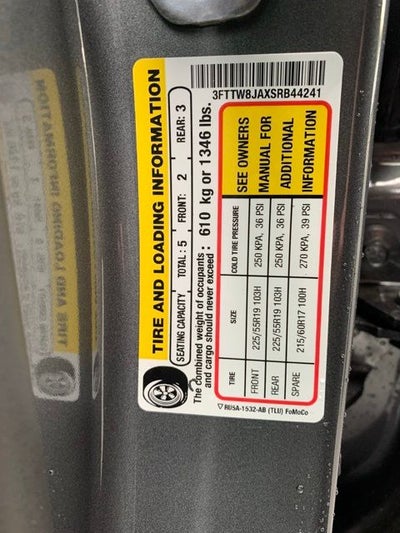 3FTTW8JAXSRB44241
TIRE AND LOADING INFORMATION
SEATING CAPACITY TOTAL : 5 FRONT: 2 REAR: 3
The combined weight of occupants and cargo should never exceed : 610 kg or 1346 lbs.
TIRE SIZE COLD TIRE PRESSURE
FRONT 225/55R19 103H 250 KPA, 36 PSI
REAR 225/55R19 103H 250 KPA, 36 PSI
SPARE 215/60R17 100H 270 KPA, 39 PSI
SEE OWNERS
MANUAL FOR
ADDITIONAL
INFORMATION
RU5A-1532-AB (TLU) FoMoCo